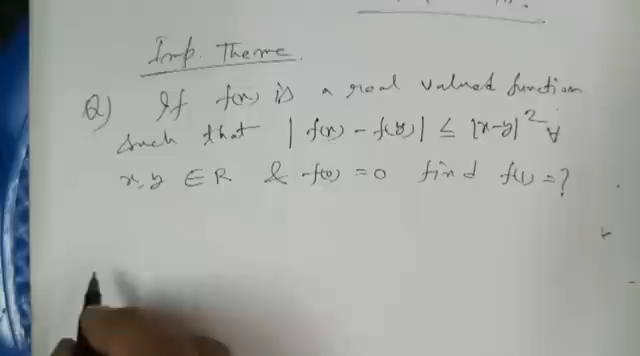 Imp. Theme.
Q) If f(x) is a real valued function
such that |f(x) - f(y)| ≤ |x-y|² ∀
x, y ∈ R & f(0) = 0 find f(1) = ?